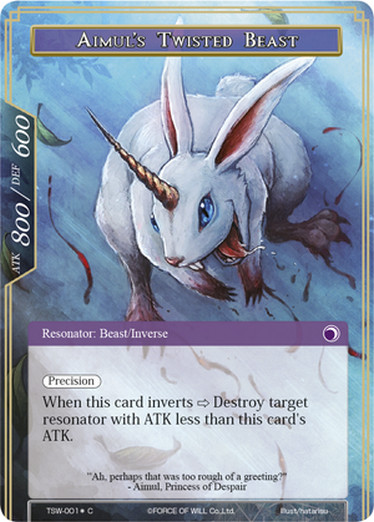 Aimul's Twisted Beast
ATK 800 / DEF 600
Resonator: Beast/Inverse
Precision
When this card inverts ⇨ Destroy target
resonator with ATK less than this card's
ATK.
"Ah, perhaps that was too rough of a greeting?"
- Aimul, Princess of Despair
TSW-001 * C ©FORCE OF WILL Co.,Ltd. Illust/hatarisu